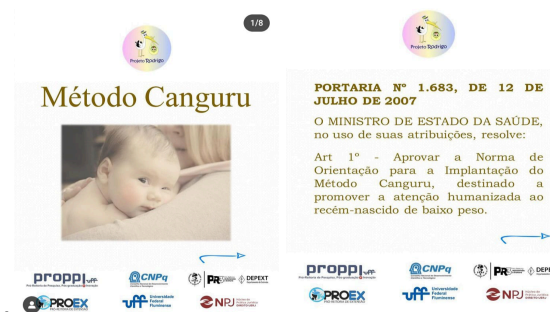 1/8
Projeto Rodrigo
Método Canguru
proppi uff
CNPq
PR
DEPEXT
PROEX
uff Universidade
Federal
Fluminense
NPJ
Projeto Rodrigo
PORTARIA Nº 1.683, DE 12 DE
JULHO DE 2007
O MINISTRO DE ESTADO DA SAÚDE,
no uso de suas atribuições, resolve:
Art 1º - Aprovar a Norma de
Orientação para a Implantação do
Método Canguru, destinado a
promover a atenção humanizada ao
recém-nascido de baixo peso.
proppi uff
CNPq
PR
DEPE
PROEX
uff Universidade
Federal
Fluminense
NPJ